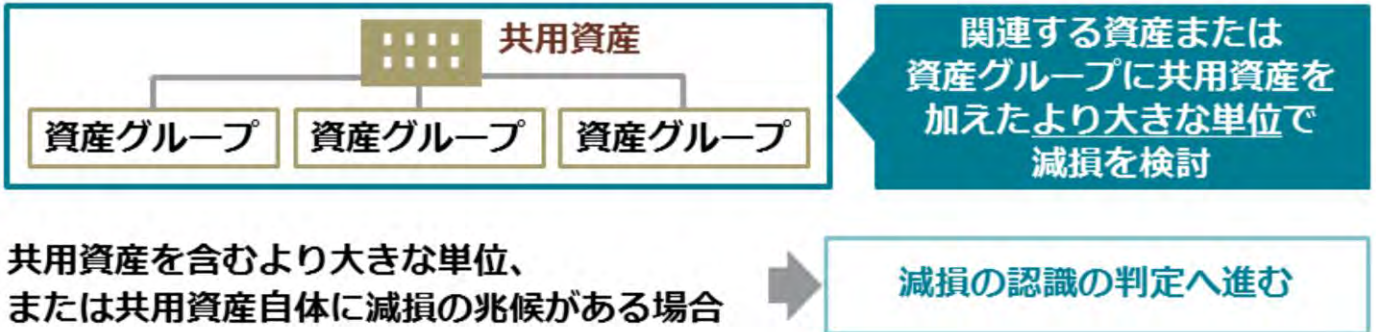 共用資産
資産グループ
資産グループ
資産グループ
関連する資産または
資産グループに共用資産を
加えたより大きな単位で
減損を検討
共用資産を含むより大きな単位、
または共用資産自体に減損の兆候がある場合
減損の認識の判定へ進む